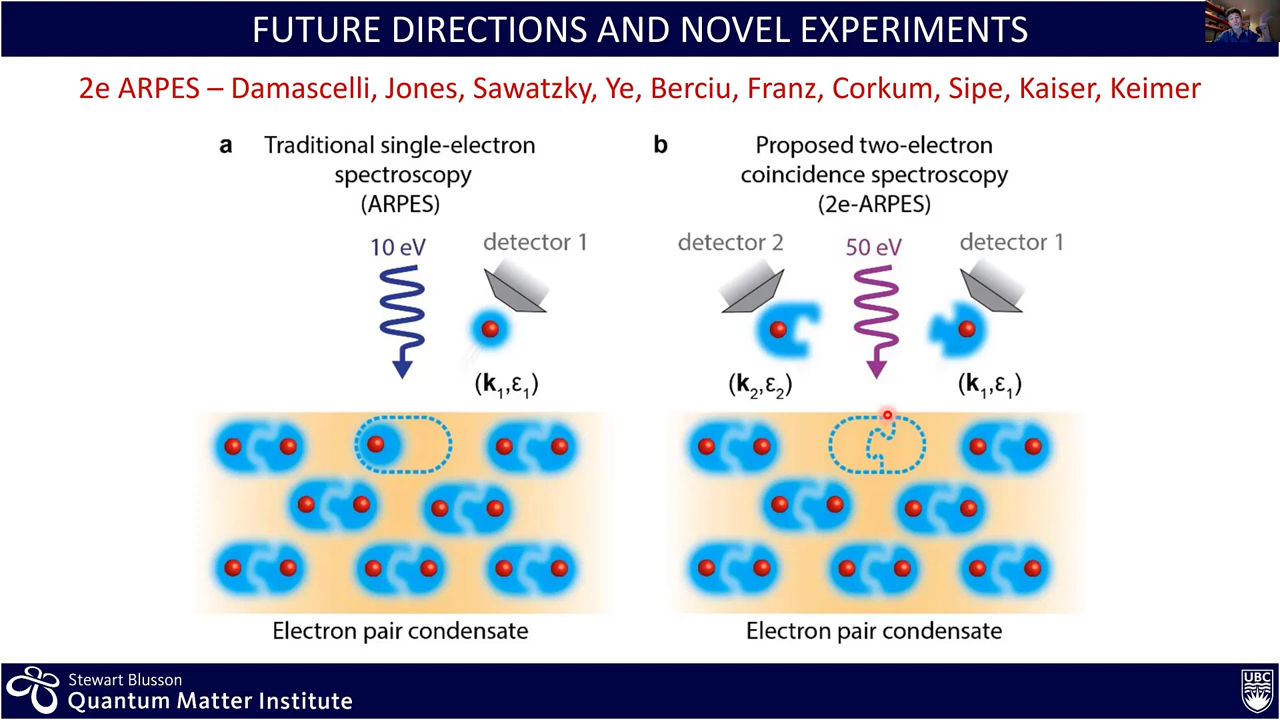 FUTURE DIRECTIONS AND NOVEL EXPERIMENTS
2e ARPES – Damascelli, Jones, Sawatzky, Ye, Berciu, Franz, Corkum, Sipe, Kaiser, Keimer
a Traditional single-electron
spectroscopy
(ARPES)
10 eV
detector 1
(k₁,ε₁)
Electron pair condensate
b Proposed two-electron
coincidence spectroscopy
(2e-ARPES)
detector 2
50 eV
detector 1
(k₂,ε₂)
(k₁,ε₁)
Electron pair condensate
Stewart Blusson
Quantum Matter Institute
UBC